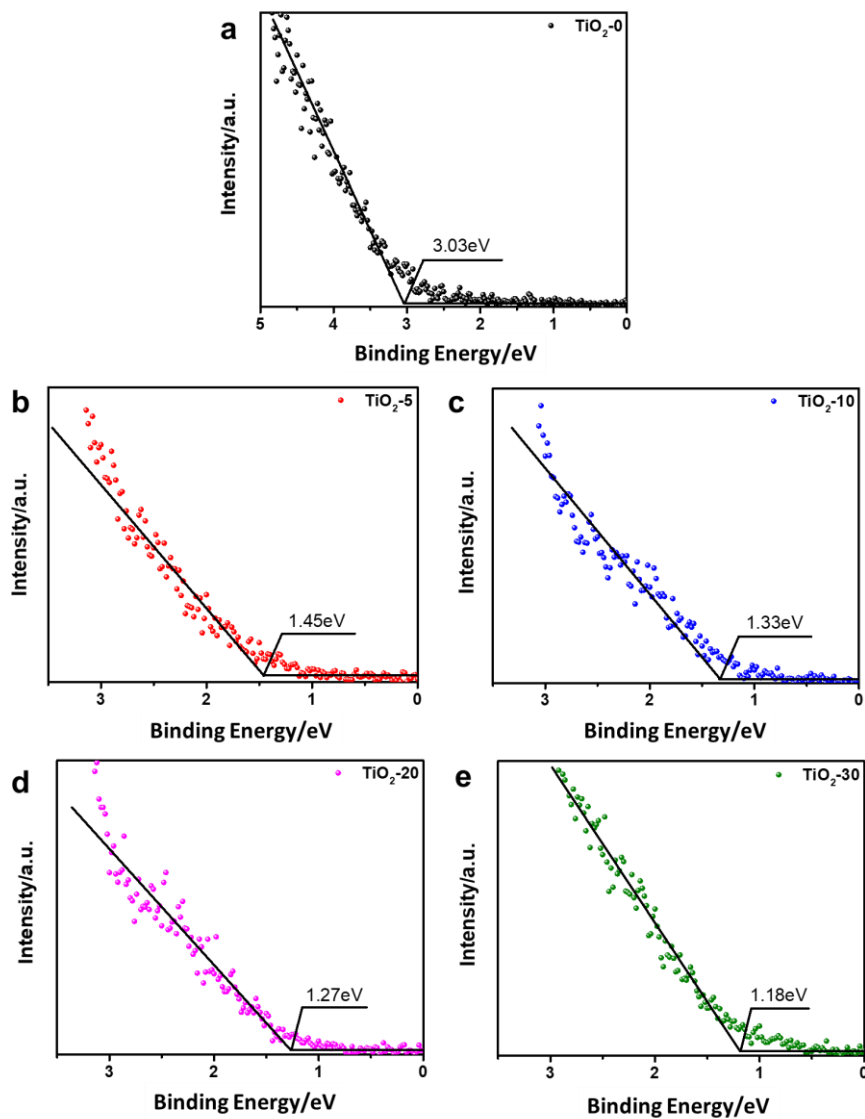 a
TiO₂-0
3.03eV
Intensity/a.u.
5 4 3 2 1 0
Binding Energy/eV
b
TiO₂-5
1.45eV
Intensity/a.u.
3 2 1 0
Binding Energy/eV
c
TiO₂-10
1.33eV
Intensity/a.u.
3 2 1 0
Binding Energy/eV
d
TiO₂-20
1.27eV
Intensity/a.u.
3 2 1 0
Binding Energy/eV
e
TiO₂-30
1.18eV
Intensity/a.u.
3 2 1 0
Binding Energy/eV